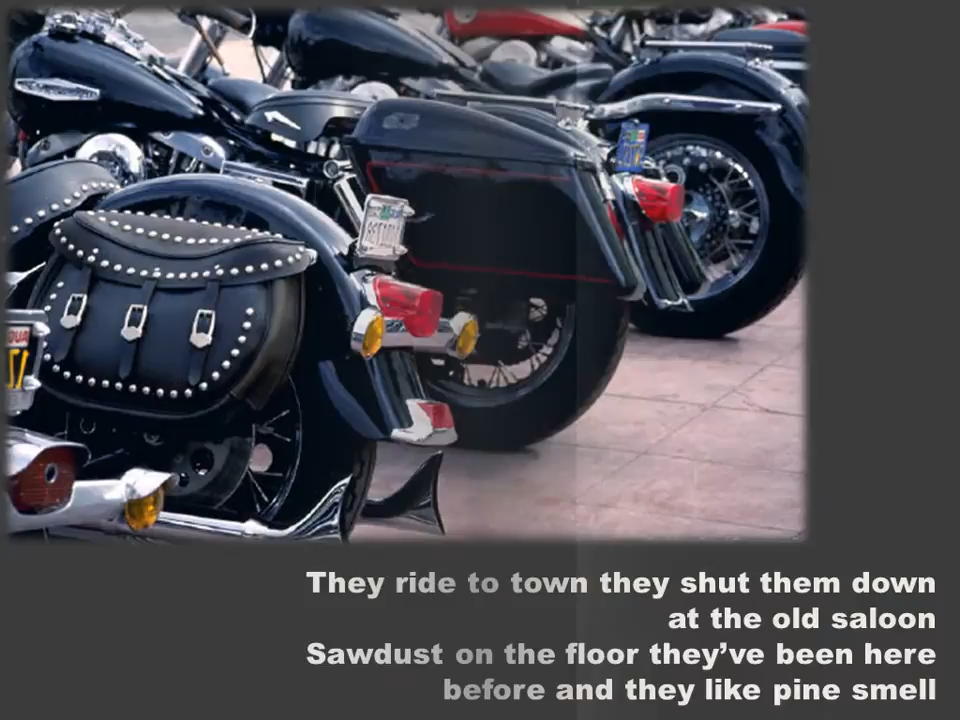 They ride to town they shut them down
at the old saloon
Sawdust on the floor they’ve been here
before and they like pine smell